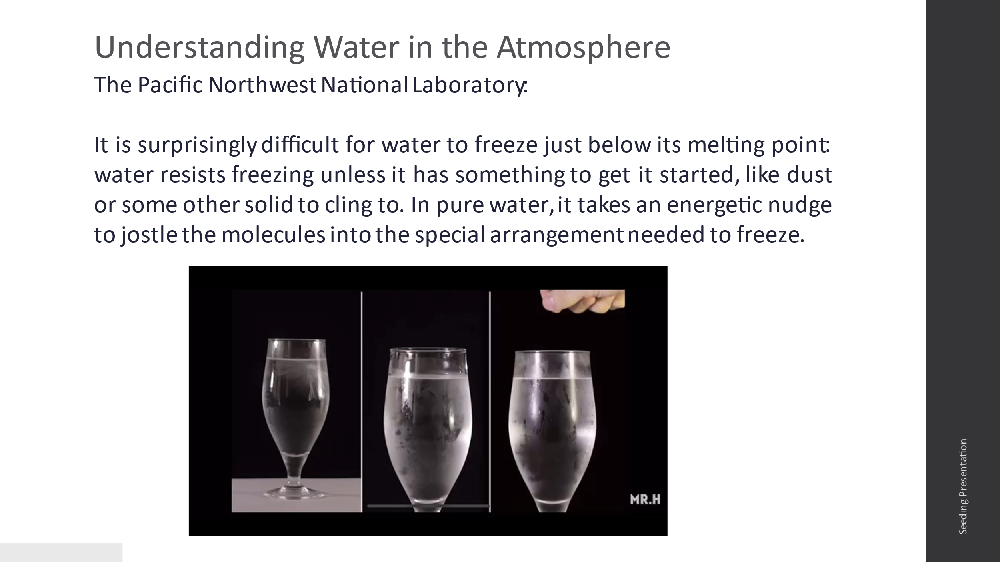 Understanding Water in the Atmosphere
The Pacific Northwest National Laboratory:
It is surprisingly difficult for water to freeze just below its melting point:
water resists freezing unless it has something to get it started, like dust
or some other solid to cling to. In pure water, it takes an energetic nudge
to jostle the molecules into the special arrangement needed to freeze.
MR.H
Seeding Presentation